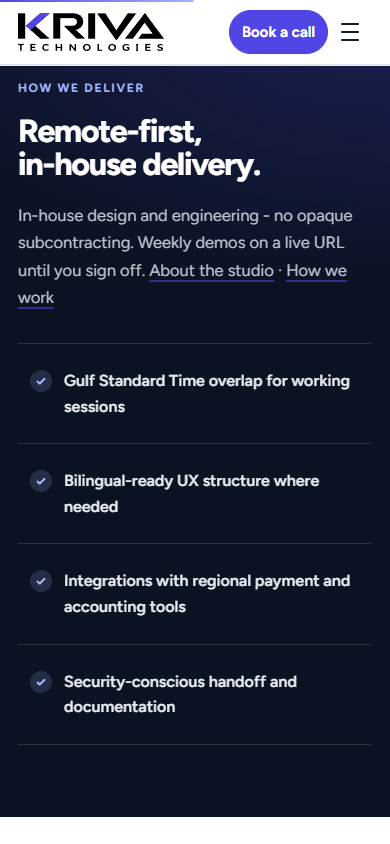 KRIVA
TECHNOLOGIES
Book a call
HOW WE DELIVER
Remote-first,
in-house delivery.
In-house design and engineering - no opaque
subcontracting. Weekly demos on a live URL
until you sign off. About the studio · How we
work
Gulf Standard Time overlap for working
sessions
Bilingual-ready UX structure where
needed
Integrations with regional payment and
accounting tools
Security-conscious handoff and
documentation